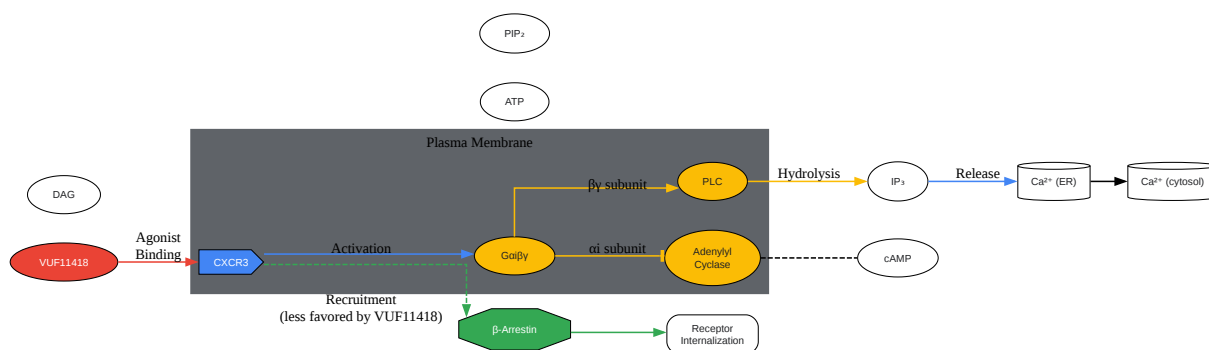 PIP₂
ATP
Plasma Membrane
DAG
βγ subunit
PLC
Hydrolysis
IP₃
Release
Ca²⁺ (ER)
Ca²⁺ (cytosol)
Agonist
Binding
VUF11418
CXCR3
Activation
Gαiβγ
αi subunit
Adenylyl
Cyclase
cAMP
Recruitment
(less favored by VUF11418)
β-Arrestin
Receptor
Internalization